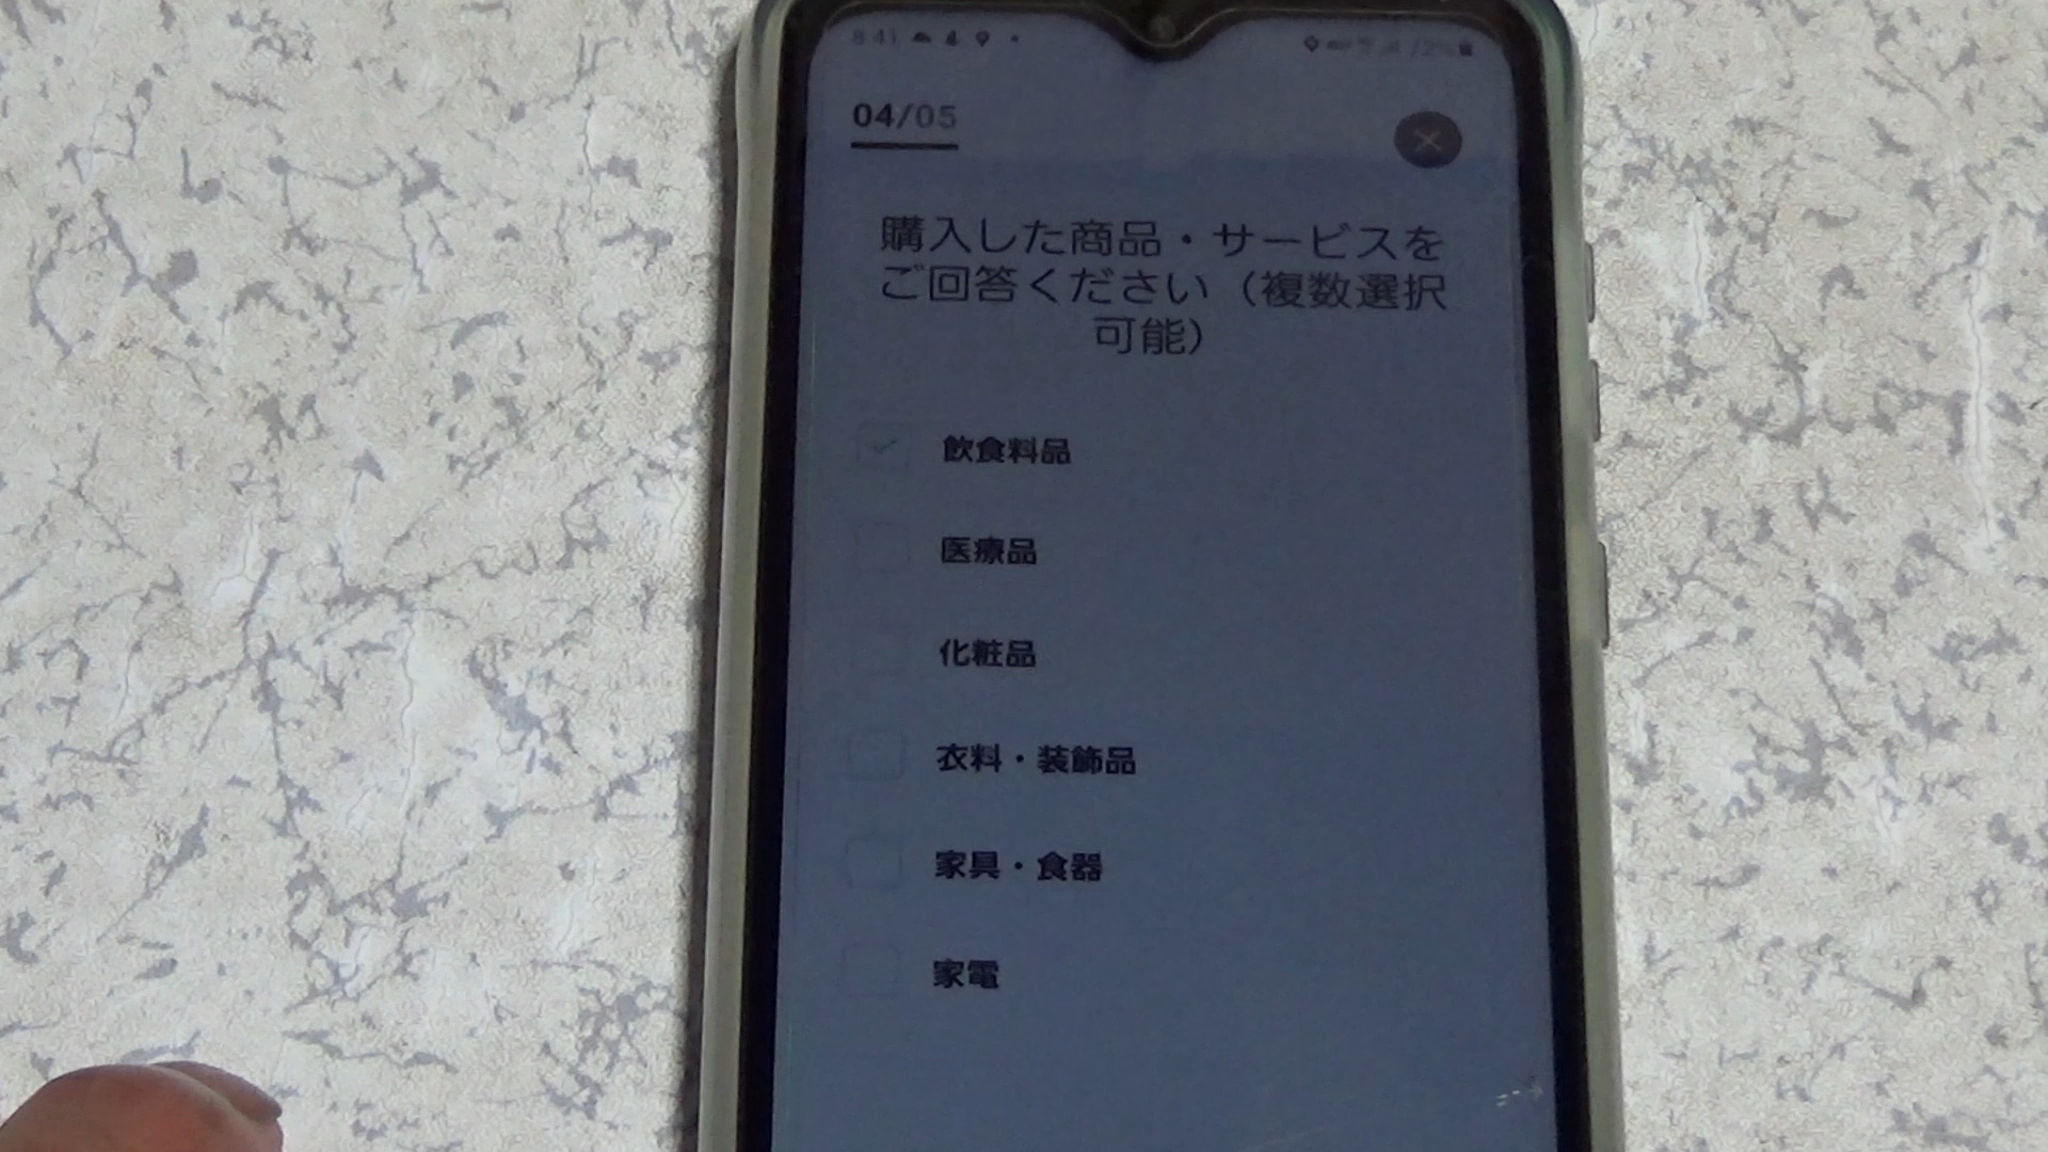 8:41
04/05
購入した商品・サービスを
ご回答ください（複数選択
可能）
飲食料品
医療品
化粧品
衣料・装飾品
家具・食器
家電